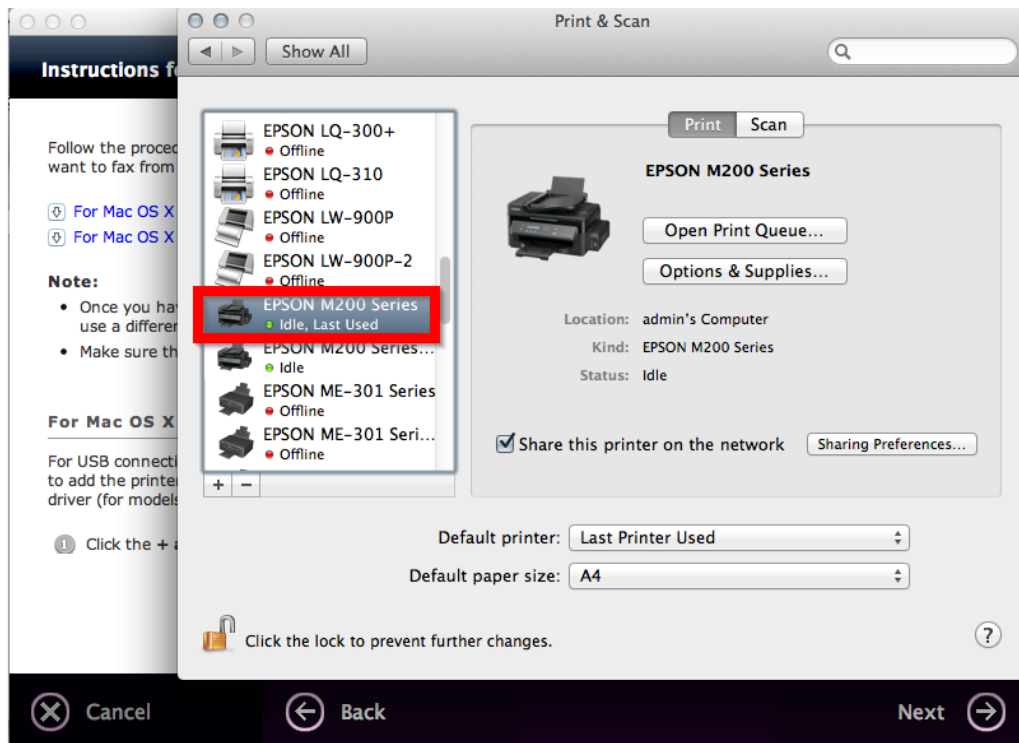 Print & Scan
Show All
Instructions f
Follow the proced
want to fax from
For Mac OS X
For Mac OS X
Note:
Once you hav
use a differen
Make sure th
For Mac OS X
For USB connecti
to add the printe
driver (for models
1 Click the + a
EPSON LQ-300+
Offline
EPSON LQ-310
Offline
EPSON LW-900P
Offline
EPSON LW-900P-2
Offline
EPSON M200 Series
Idle, Last Used
EPSON M200 Series...
Idle
EPSON ME-301 Series
Offline
EPSON ME-301 Seri...
Offline
+ −
Print Scan
EPSON M200 Series
Open Print Queue...
Options & Supplies...
Location: admin's Computer
Kind: EPSON M200 Series
Status: Idle
Share this printer on the network Sharing Preferences...
Default printer: Last Printer Used
Default paper size: A4
Click the lock to prevent further changes.
?
Cancel Back Next